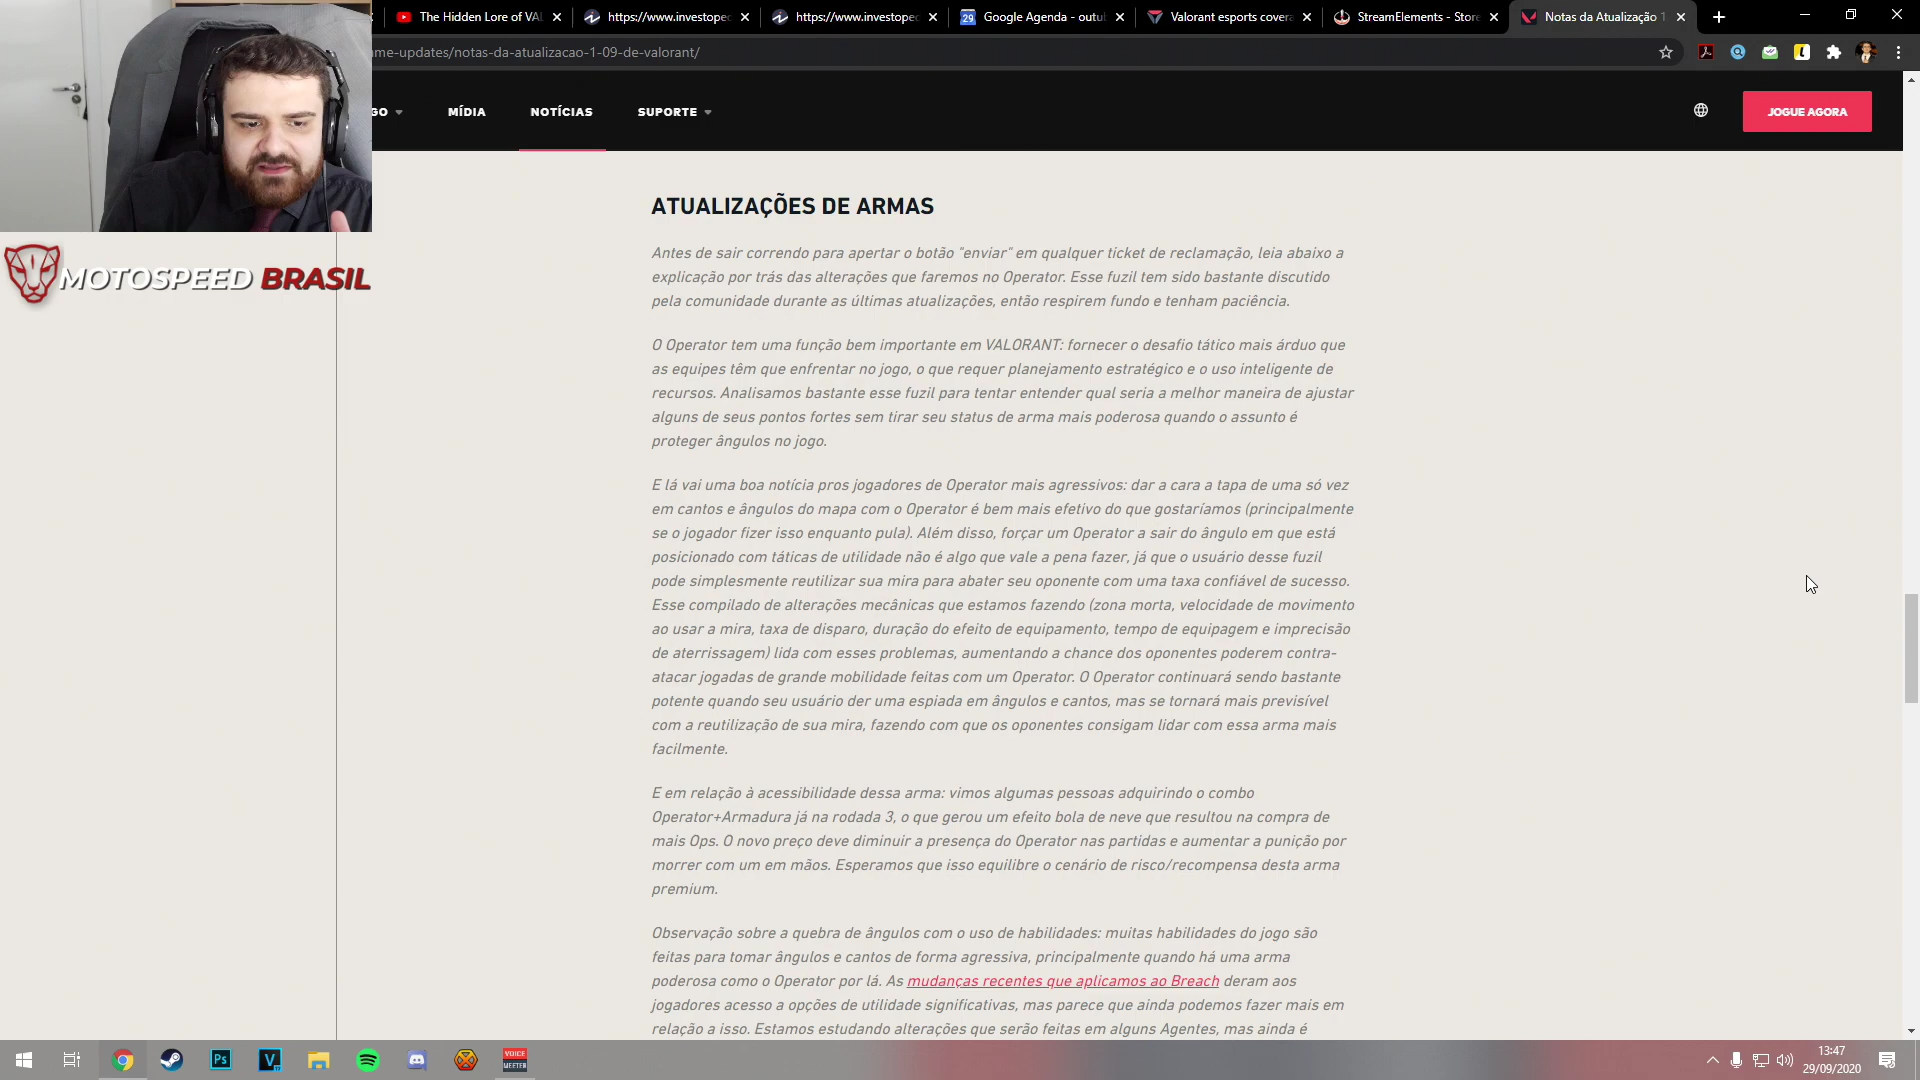 The Hidden Lore of VAL
https://www.investoped
https://www.investoped
29
Google Agenda - outub
Valorant esports covera
StreamElements - Store
Notas da Atualização 1
me-updates/notas-da-atualizacao-1-09-de-valorant/
GO
MÍDIA
NOTÍCIAS
SUPORTE
JOGUE AGORA
MOTOSPEED BRASIL
ATUALIZAÇÕES DE ARMAS
Antes de sair correndo para apertar o botão "enviar" em qualquer ticket de reclamação, leia abaixo a
explicação por trás das alterações que faremos no Operator. Esse fuzil tem sido bastante discutido
pela comunidade durante as últimas atualizações, então respirem fundo e tenham paciência.
O Operator tem uma função bem importante em VALORANT: fornecer o desafio tático mais árduo que
as equipes têm que enfrentar no jogo, o que requer planejamento estratégico e o uso inteligente de
recursos. Analisamos bastante esse fuzil para tentar entender qual seria a melhor maneira de ajustar
alguns de seus pontos fortes sem tirar seu status de arma mais poderosa quando o assunto é
proteger ângulos no jogo.
E lá vai uma boa notícia pros jogadores de Operator mais agressivos: dar a cara a tapa de uma só vez
em cantos e ângulos do mapa com o Operator é bem mais efetivo do que gostaríamos (principalmente
se o jogador fizer isso enquanto pula). Além disso, forçar um Operator a sair do ângulo em que está
posicionado com táticas de utilidade não é algo que vale a pena fazer, já que o usuário desse fuzil
pode simplesmente reutilizar sua mira para abater seu oponente com uma taxa confiável de sucesso.
Esse compilado de alterações mecânicas que estamos fazendo (zona morta, velocidade de movimento
ao usar a mira, taxa de disparo, duração do efeito de equipamento, tempo de equipagem e imprecisão
de aterrissagem) lida com esses problemas, aumentando a chance dos oponentes poderem contra-
atacar jogadas de grande mobilidade feitas com um Operator. O Operator continuará sendo bastante
potente quando seu usuário der uma espiada em ângulos e cantos, mas se tornará mais previsível
com a reutilização de sua mira, fazendo com que os oponentes consigam lidar com essa arma mais
facilmente.
E em relação à acessibilidade dessa arma: vimos algumas pessoas adquirindo o combo
Operator+Armadura já na rodada 3, o que gerou um efeito bola de neve que resultou na compra de
mais Ops. O novo preço deve diminuir a presença do Operator nas partidas e aumentar a punição por
morrer com um em mãos. Esperamos que isso equilibre o cenário de risco/recompensa desta arma
premium.
Observação sobre a quebra de ângulos com o uso de habilidades: muitas habilidades do jogo são
feitas para tomar ângulos e cantos de forma agressiva, principalmente quando há uma arma
poderosa como o Operator por lá. As mudanças recentes que aplicamos ao Breach deram aos
jogadores acesso a opções de utilidade significativas, mas parece que ainda podemos fazer mais em
relação a isso. Estamos estudando alterações que serão feitas em alguns Agentes, mas ainda é
Ps
V
VOICE
MEETER
13:47
29/09/2020